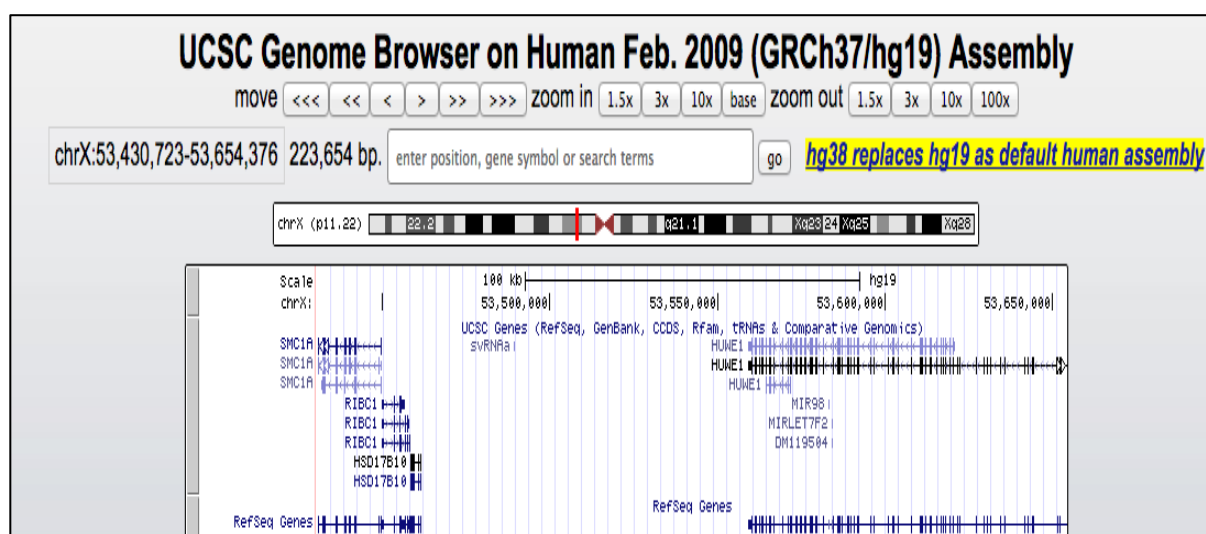 UCSC Genome Browser on Human Feb. 2009 (GRCh37/hg19) Assembly
move <<< << < > >> >>> zoom in 1.5x 3x 10x base zoom out 1.5x 3x 10x 100x
chrX:53,430,723-53,654,376 223,654 bp. enter position, gene symbol or search terms go hg38 replaces hg19 as default human assembly
chrX (p11.22) 22.2 q21.1 Xq23 24 Xq25 Xq28
Scale 100 kb hg19
chrX: 53,500,000 53,550,000 53,600,000 53,650,000
UCSC Genes (RefSeq, GenBank, CCDS, Rfam, tRNAs & Comparative Genomics)
SMC1A svRNAa HUWE1
SMC1A HUWE1
SMC1A HUWE1
RIBC1 MIR98
RIBC1 MIRLET7F2
RIBC1 DM119504
HSD17B10
HSD17B10
RefSeq Genes
RefSeq Genes